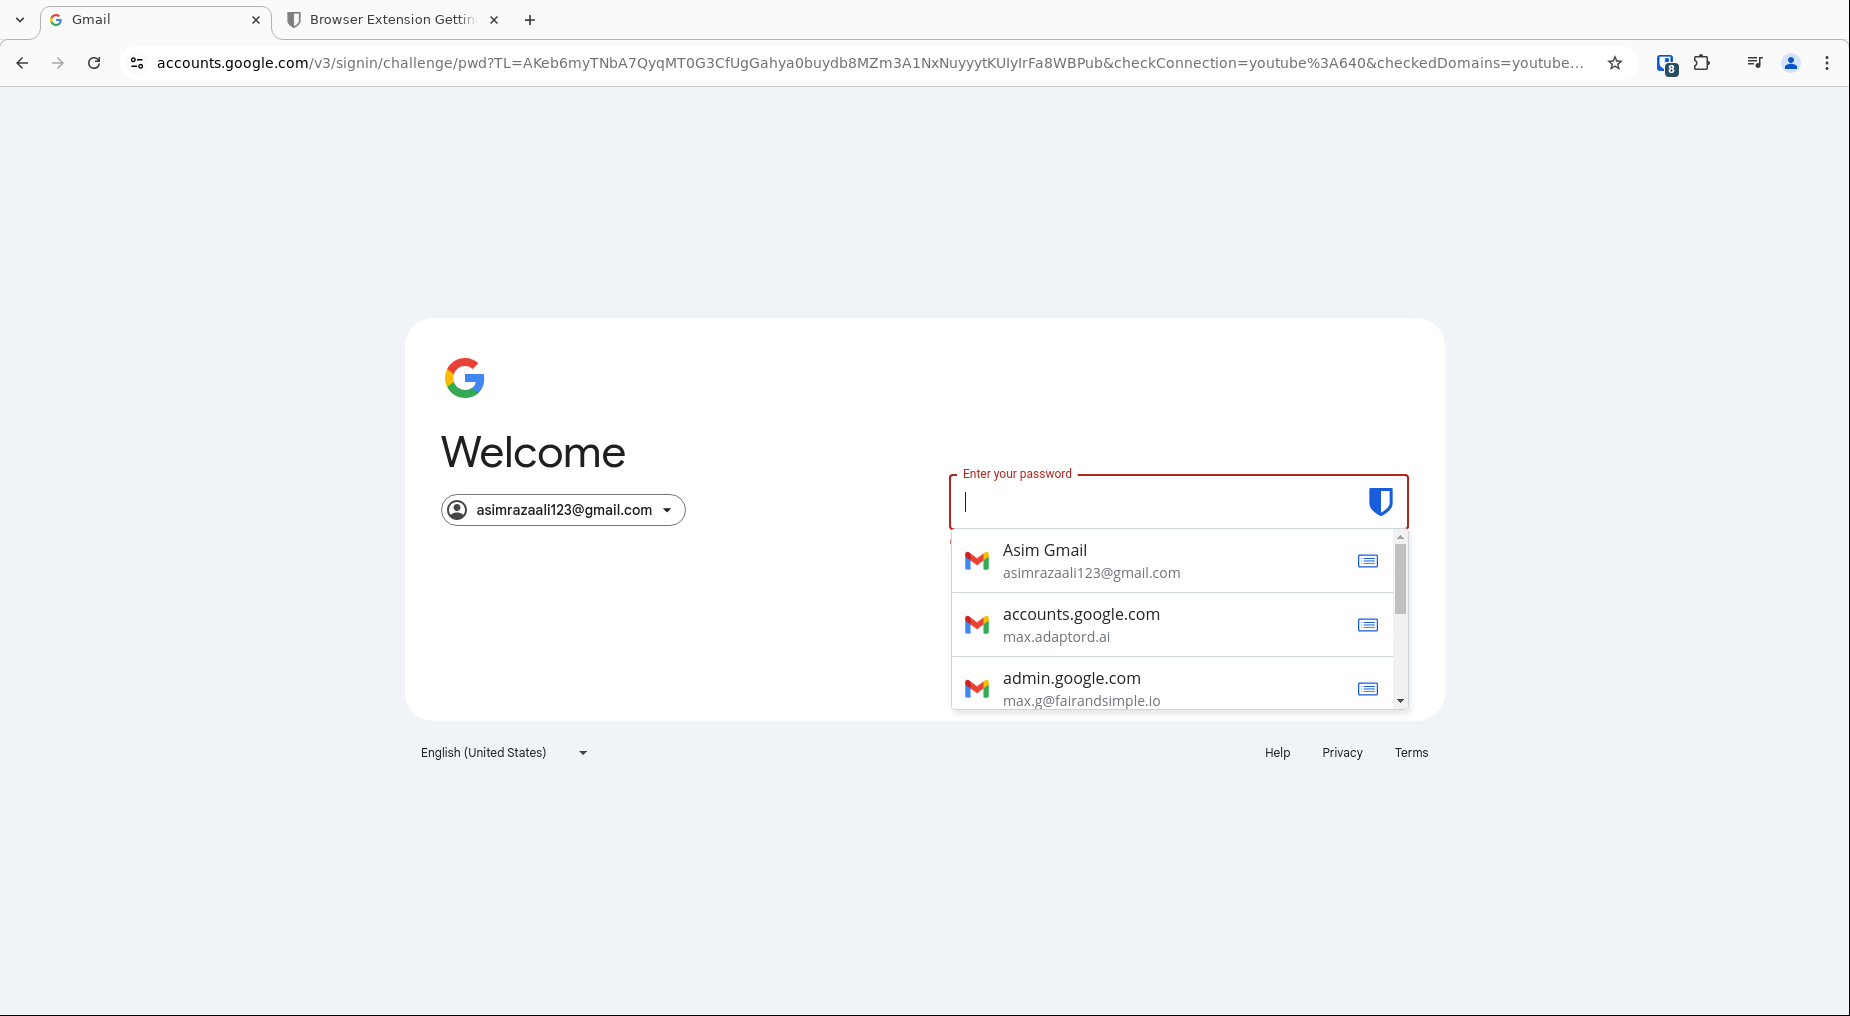 Gmail
Browser Extension Gettin
accounts.google.com/v3/signin/challenge/pwd?TL=AKeb6myTNbA7QyqMT0G3CfUgGahya0buydb8MZm3A1NxNuyyytKUIyIrFa8WBPub&checkConnection=youtube%3A640&checkedDomains=youtube...
8
Welcome
asimrazaali123@gmail.com
Enter your password
Asim Gmail
asimrazaali123@gmail.com
accounts.google.com
max.adaptord.ai
admin.google.com
max.g@fairandsimple.io
English (United States)
Help
Privacy
Terms